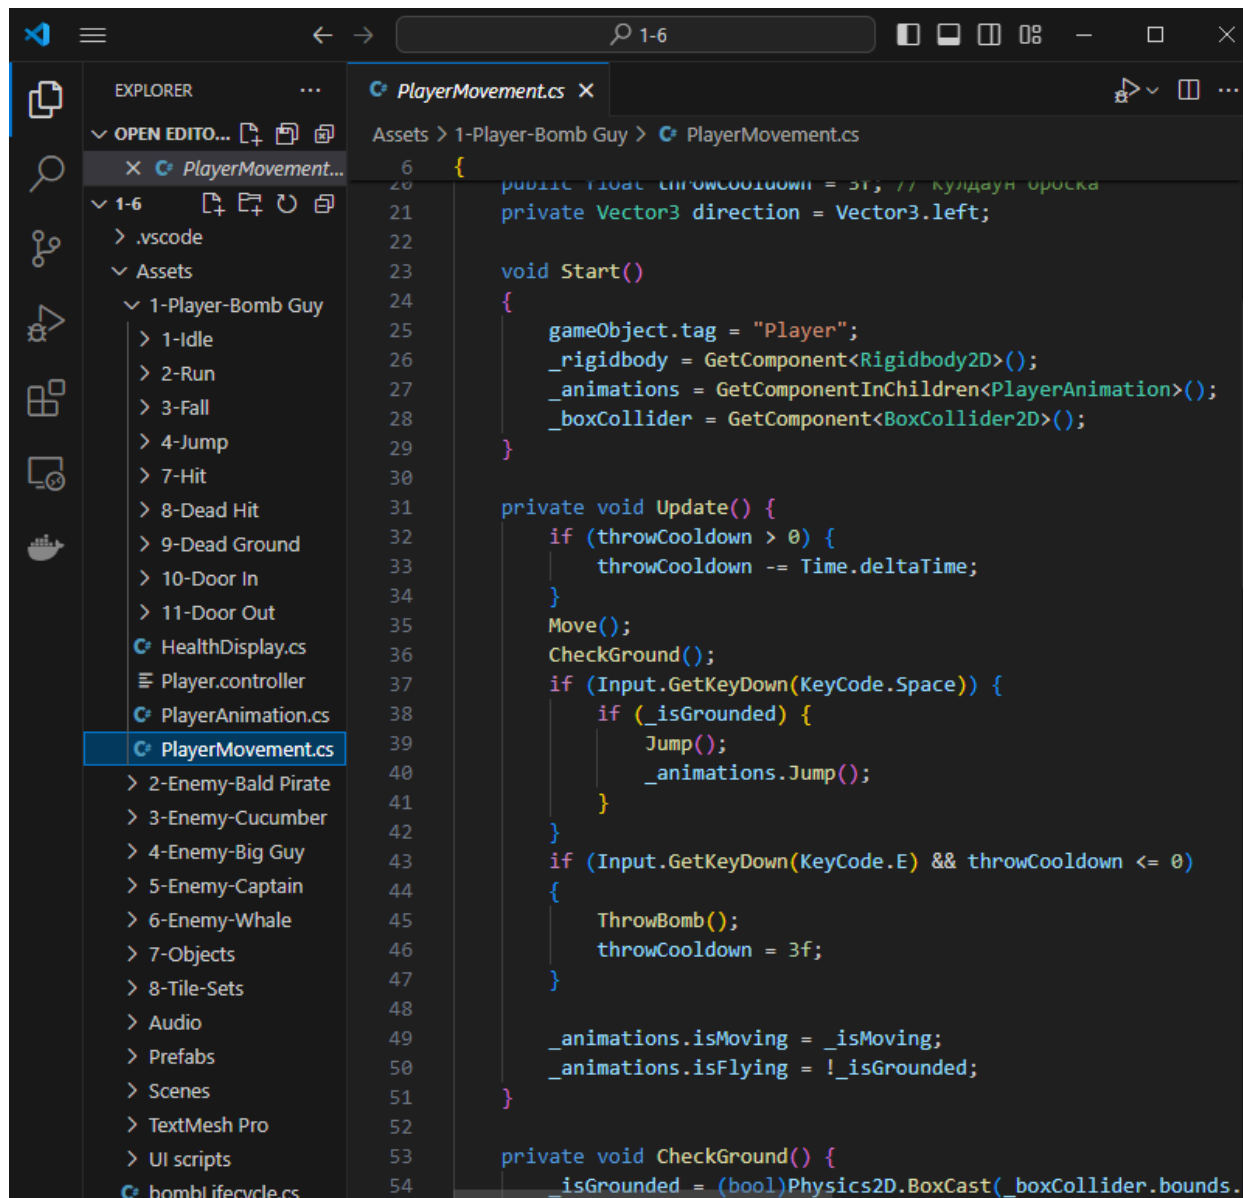 1-6
EXPLORER
OPEN EDITO...
PlayerMovement...
1-6
.vscode
Assets
1-Player-Bomb Guy
1-Idle
2-Run
3-Fall
4-Jump
7-Hit
8-Dead Hit
9-Dead Ground
10-Door In
11-Door Out
HealthDisplay.cs
Player.controller
PlayerAnimation.cs
PlayerMovement.cs
2-Enemy-Bald Pirate
3-Enemy-Cucumber
4-Enemy-Big Guy
5-Enemy-Captain
6-Enemy-Whale
7-Objects
8-Tile-Sets
Audio
Prefabs
Scenes
TextMesh Pro
UI scripts
bombLifecycle.cs
PlayerMovement.cs
Assets > 1-Player-Bomb Guy > PlayerMovement.cs
6 {
20 public float throwCooldown = 3f; // Кулдаун броска
21 private Vector3 direction = Vector3.left;
22
23 void Start()
24 {
25 gameObject.tag = "Player";
26 _rigidbody = GetComponent<Rigidbody2D>();
27 _animations = GetComponentInChildren<PlayerAnimation>();
28 _boxCollider = GetComponent<BoxCollider2D>();
29 }
30
31 private void Update() {
32 if (throwCooldown > 0) {
33 throwCooldown -= Time.deltaTime;
34 }
35 Move();
36 CheckGround();
37 if (Input.GetKeyDown(KeyCode.Space)) {
38 if (_isGrounded) {
39 Jump();
40 _animations.Jump();
41 }
42 }
43 if (Input.GetKeyDown(KeyCode.E) && throwCooldown <= 0)
44 {
45 ThrowBomb();
46 throwCooldown = 3f;
47 }
48
49 _animations.isMoving = _isMoving;
50 _animations.isFlying = !_isGrounded;
51 }
52
53 private void CheckGround() {
54 _isGrounded = (bool)Physics2D.BoxCast(_boxCollider.bounds.